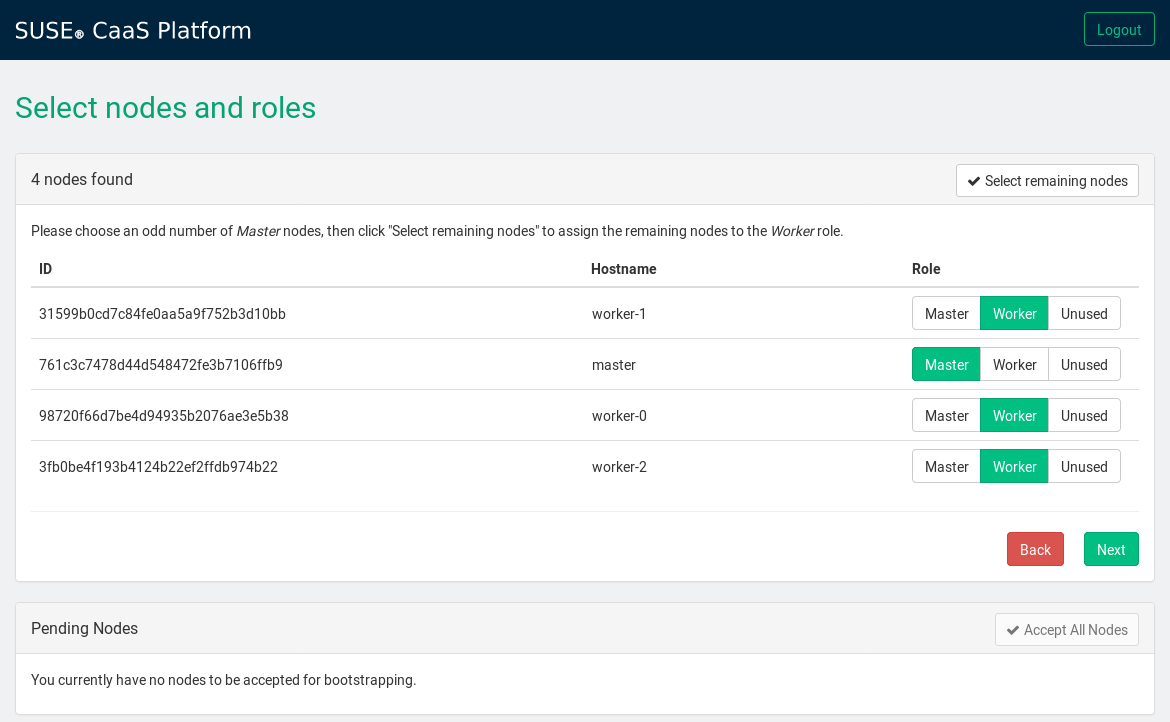 SUSE® CaaS Platform
Logout
Select nodes and roles
4 nodes found
Select remaining nodes
Please choose an odd number of Master nodes, then click "Select remaining nodes" to assign the remaining nodes to the Worker role.
ID Hostname Role
31599b0cd7c84fe0aa5a9f752b3d10bb worker-1 Master Worker Unused
761c3c7478d44d548472fe3b7106ffb9 master Master Worker Unused
98720f66d7be4d94935b2076ae3e5b38 worker-0 Master Worker Unused
3fb0be4f193b4124b22ef2ffdb974b22 worker-2 Master Worker Unused
Back Next
Pending Nodes
Accept All Nodes
You currently have no nodes to be accepted for bootstrapping.